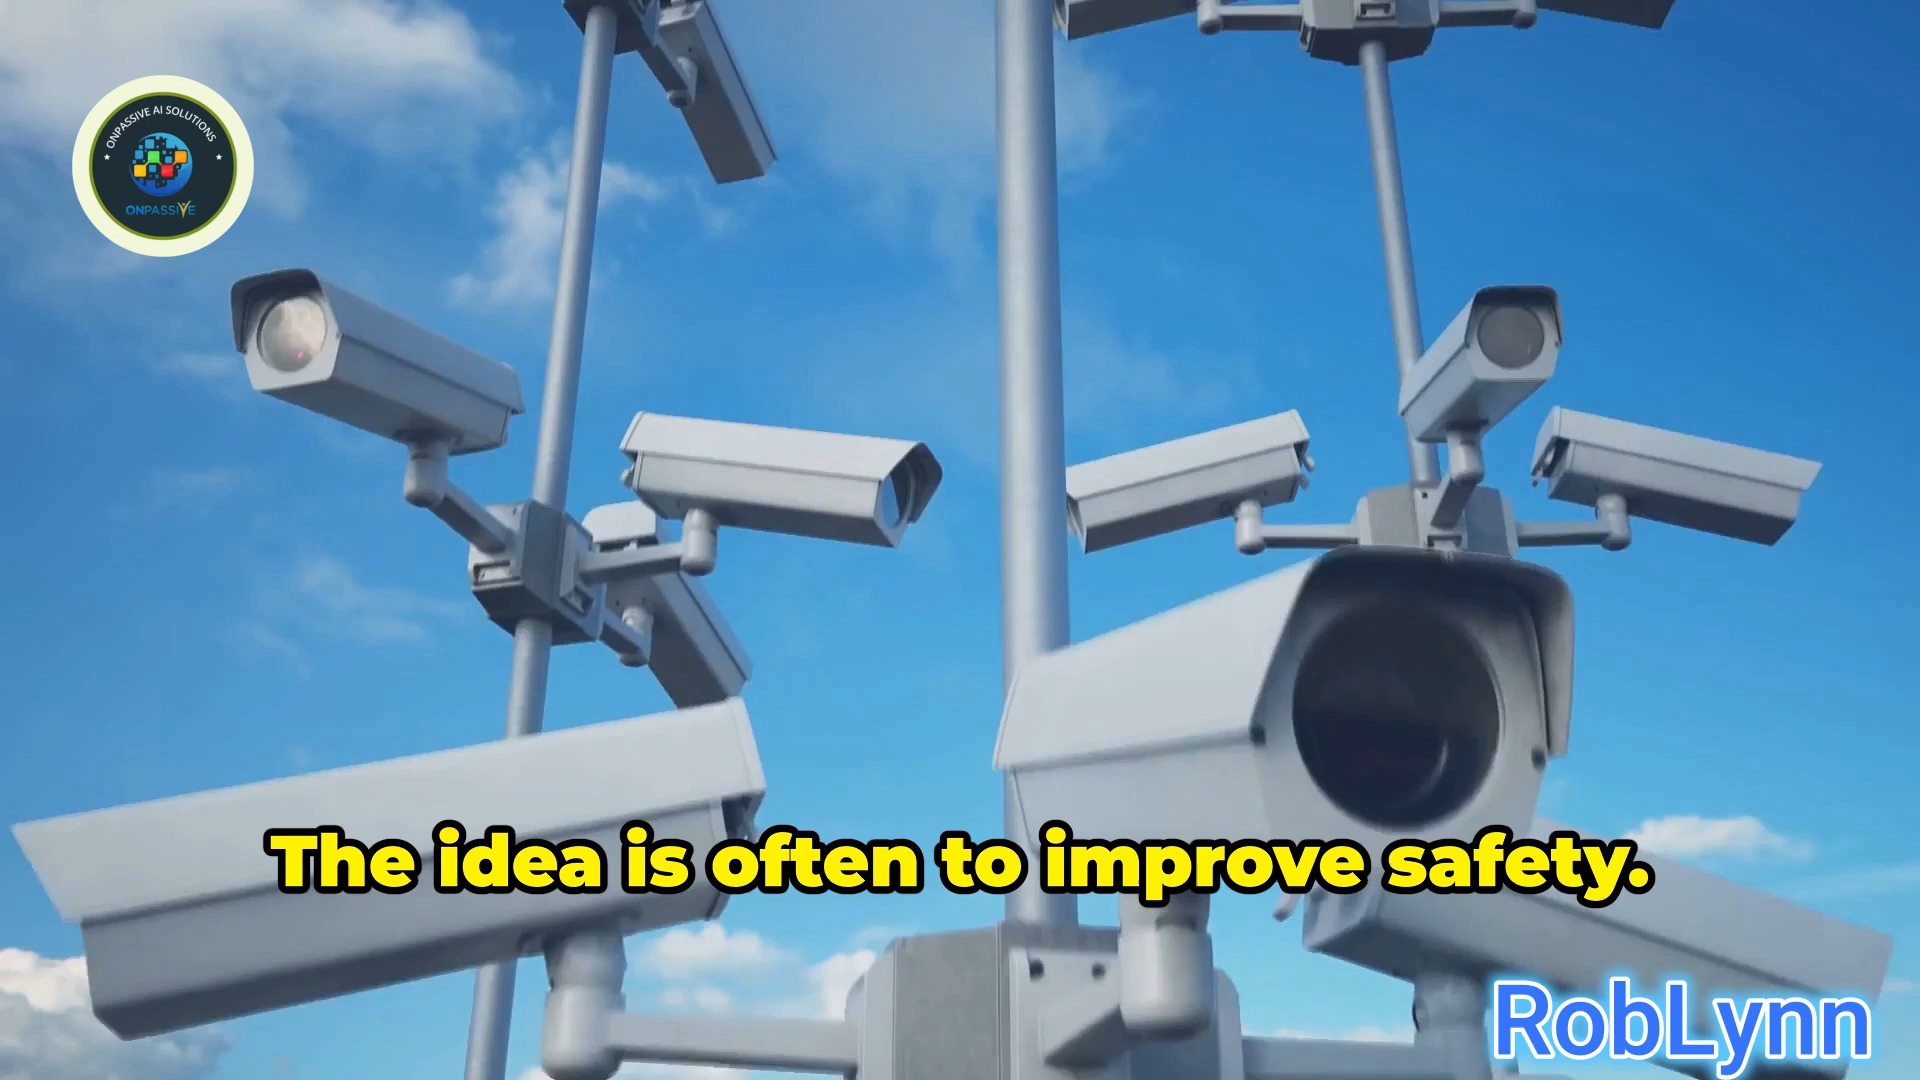 ONPASSIVE AI SOLUTIONS
ONPASSIVE
The idea is often to improve safety.
RobLynn